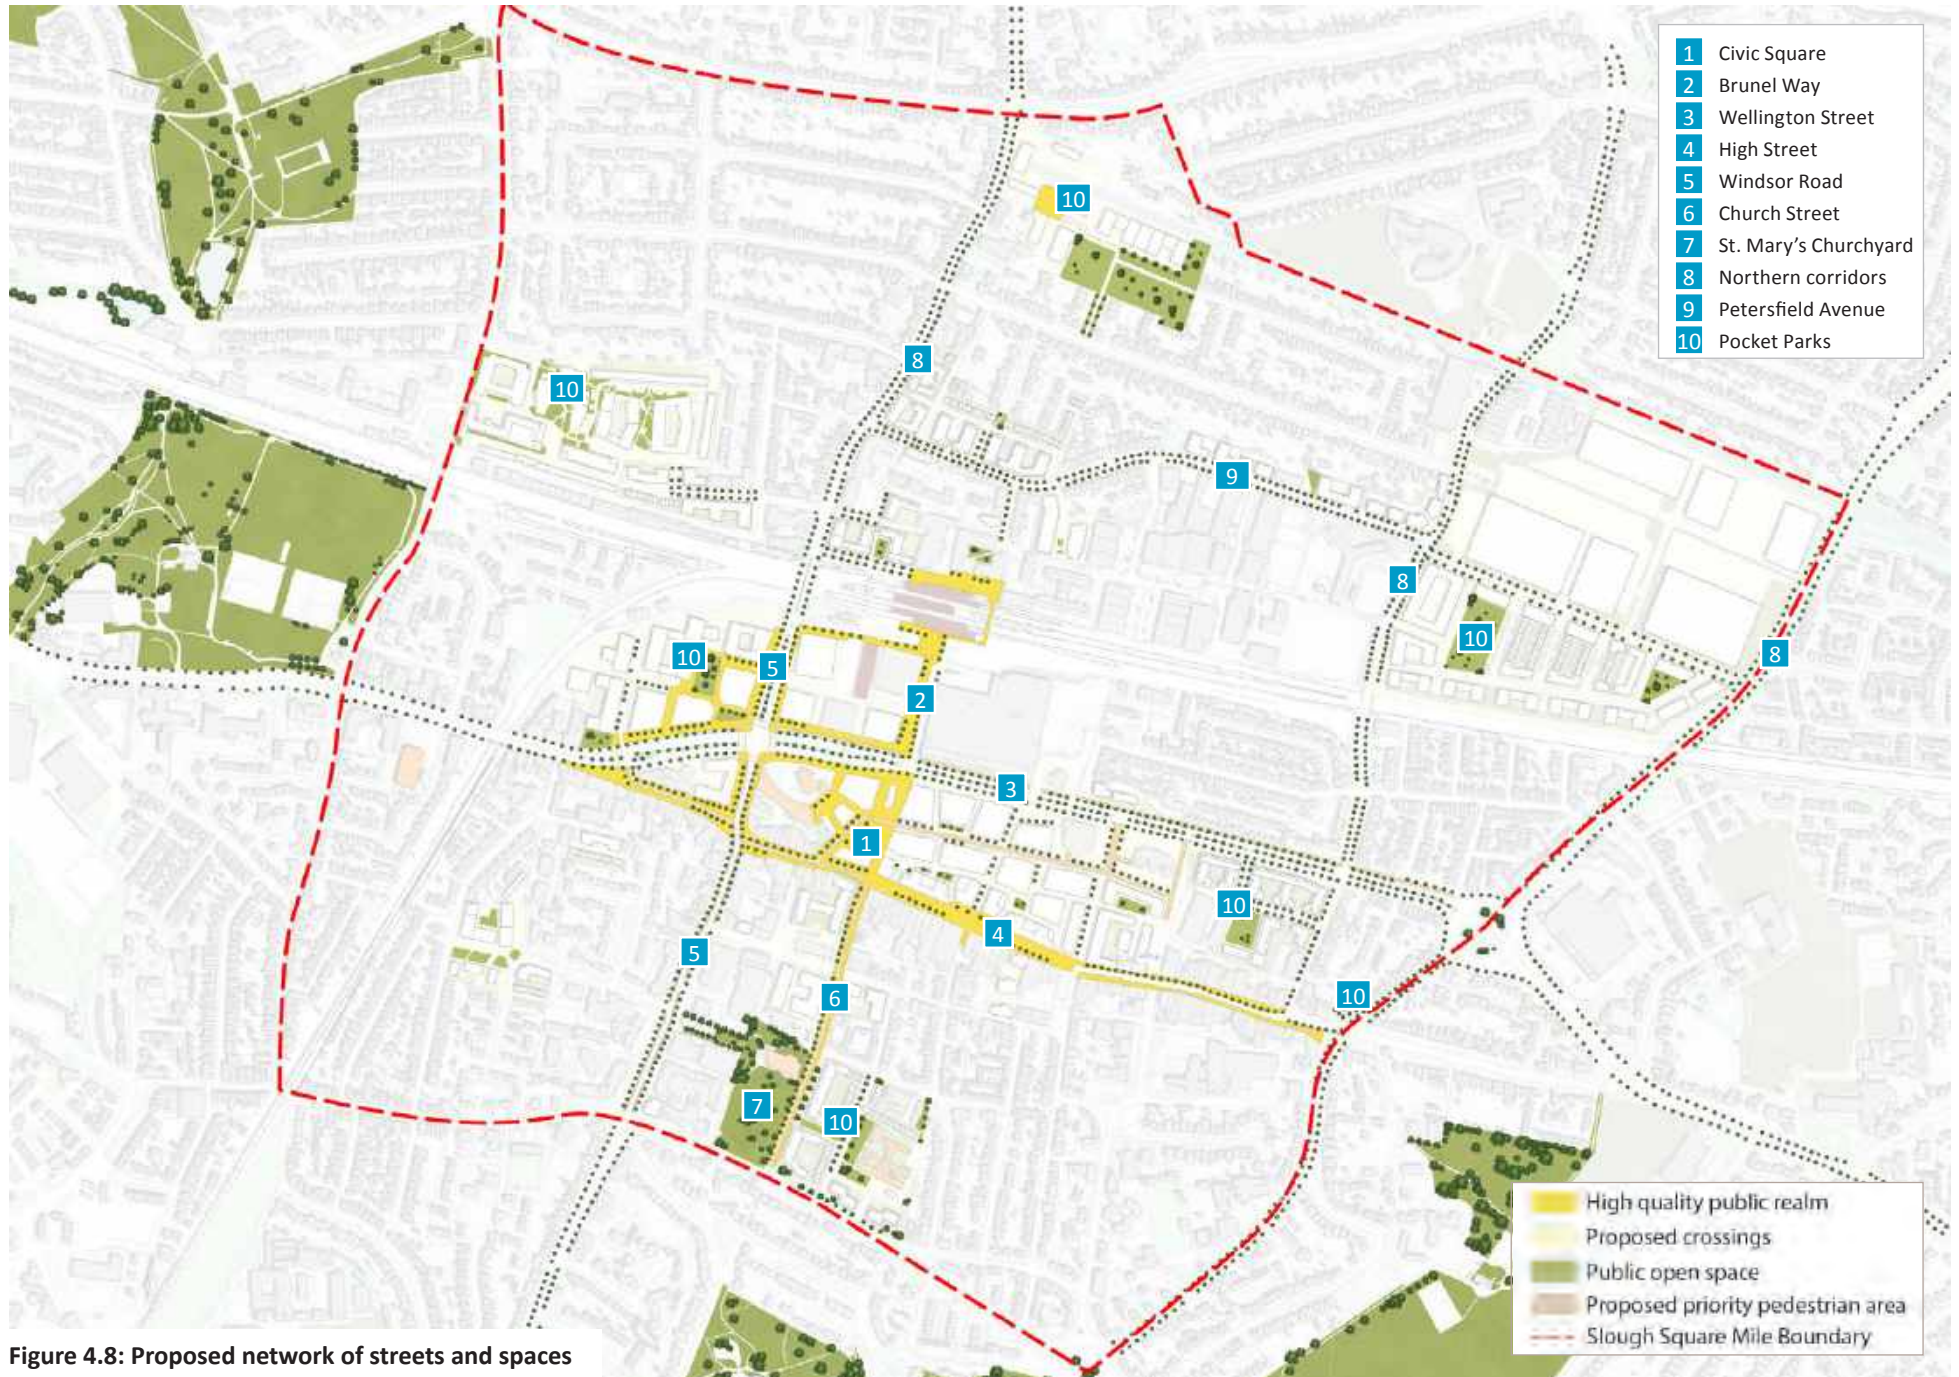 1 Civic Square
2 Brunel Way
3 Wellington Street
4 High Street
5 Windsor Road
6 Church Street
7 St. Mary’s Churchyard
8 Northern corridors
9 Petersfield Avenue
10 Pocket Parks
10
8
10
9
8
10
10
5
8
2
3
1
10
4
5
6
10
7
10
High quality public realm
Proposed crossings
Public open space
Proposed priority pedestrian area
Slough Square Mile Boundary
Figure 4.8: Proposed network of streets and spaces